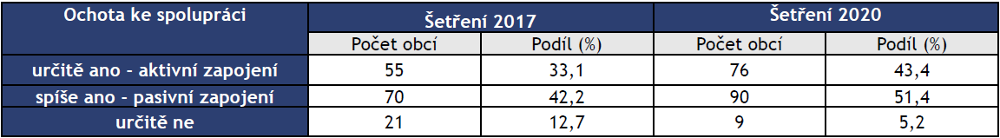 Ochota ke spolupráci Šetření 2017 Šetření 2020
Počet obcí Podíl (%) Počet obcí Podíl (%)
určitě ano - aktivní zapojení 55 33,1 76 43,4
spíše ano - pasivní zapojení 70 42,2 90 51,4
určitě ne 21 12,7 9 5,2